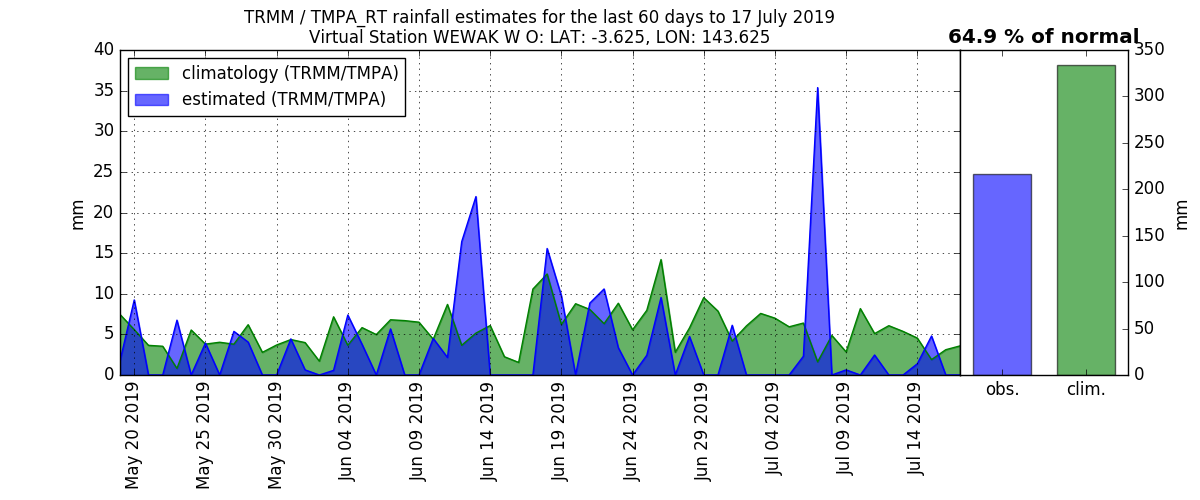 TRMM / TMPA_RT rainfall estimates for the last 60 days to 17 July 2019
Virtual Station WEWAK W O: LAT: -3.625, LON: 143.625
64.9 % of normal
climatology (TRMM/TMPA)
estimated (TRMM/TMPA)
mm
40
35
30
25
20
15
10
5
0
May 20 2019
May 25 2019
May 30 2019
Jun 04 2019
Jun 09 2019
Jun 14 2019
Jun 19 2019
Jun 24 2019
Jun 29 2019
Jul 04 2019
Jul 09 2019
Jul 14 2019
obs.
clim.
350
300
250
200
150
100
50
0
mm